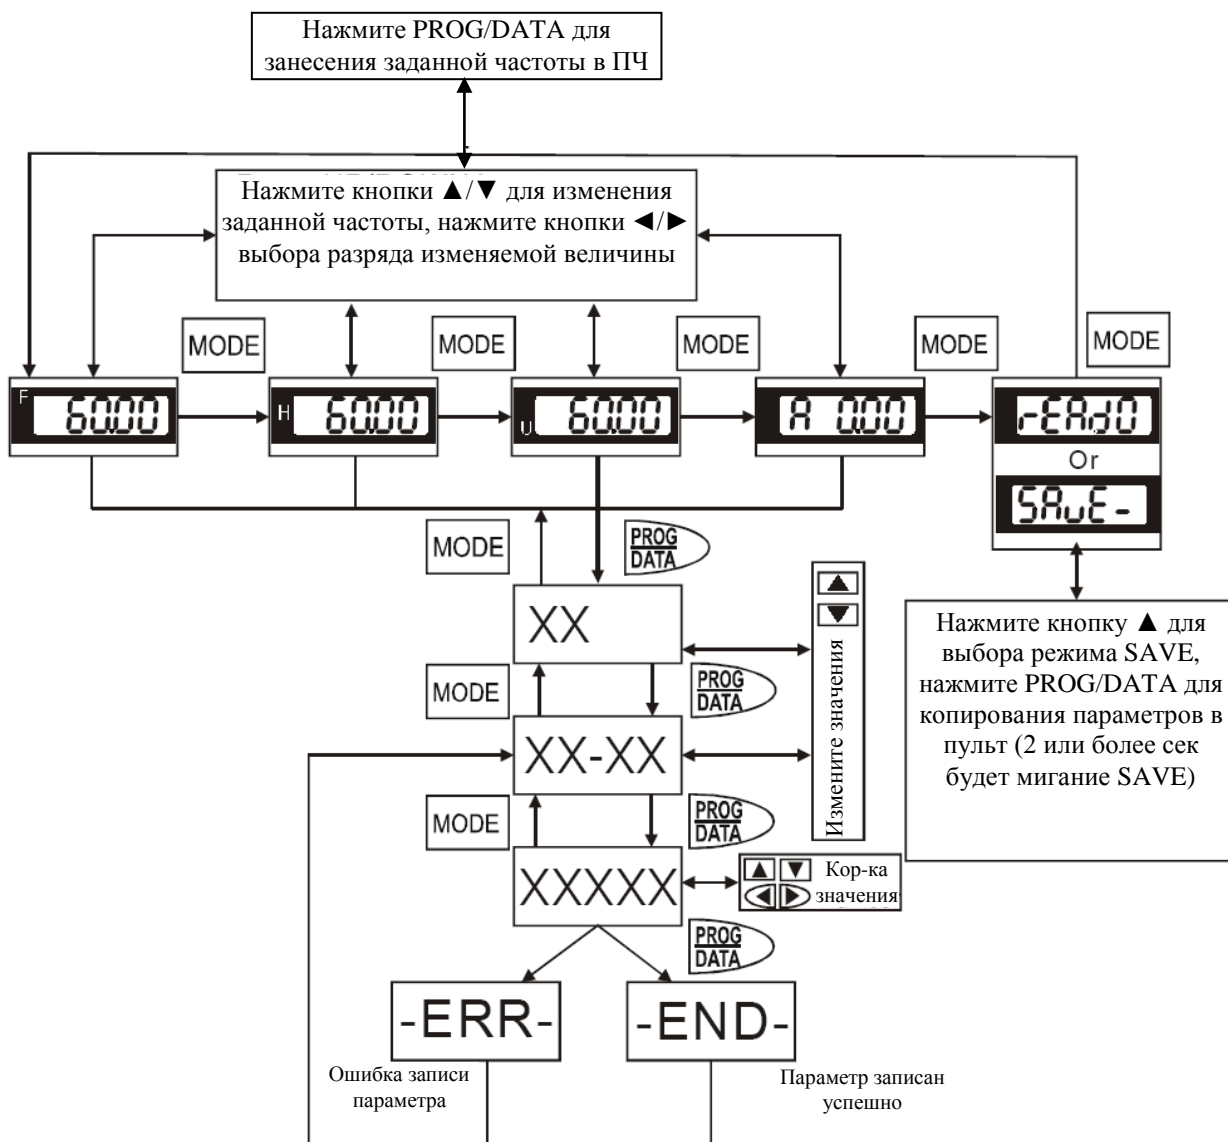 Нажмите PROG/DATA для
занесения заданной частоты в ПЧ
Нажмите кнопки ▲/▼ для изменения
заданной частоты, нажмите кнопки ◄/►
выбора разряда изменяемой величины
MODE
MODE
MODE
MODE
MODE
F 60.00
H 60.00
U 60.00
A 0.00
rEAd0
Or
SAvE-
MODE
PROG
DATA
XX
MODE
PROG
DATA
XX-XX
MODE
PROG
DATA
XXXXX
PROG
DATA
▲
▼
Измените значения
▲ ▼ Кор-ка
◄ ► значения
Нажмите кнопку ▲ для
выбора режима SAVE,
нажмите PROG/DATA для
копирования параметров в
пульт (2 или более сек
будет мигание SAVE)
-ERR-
-END-
Ошибка записи
параметра
Параметр записан
успешно